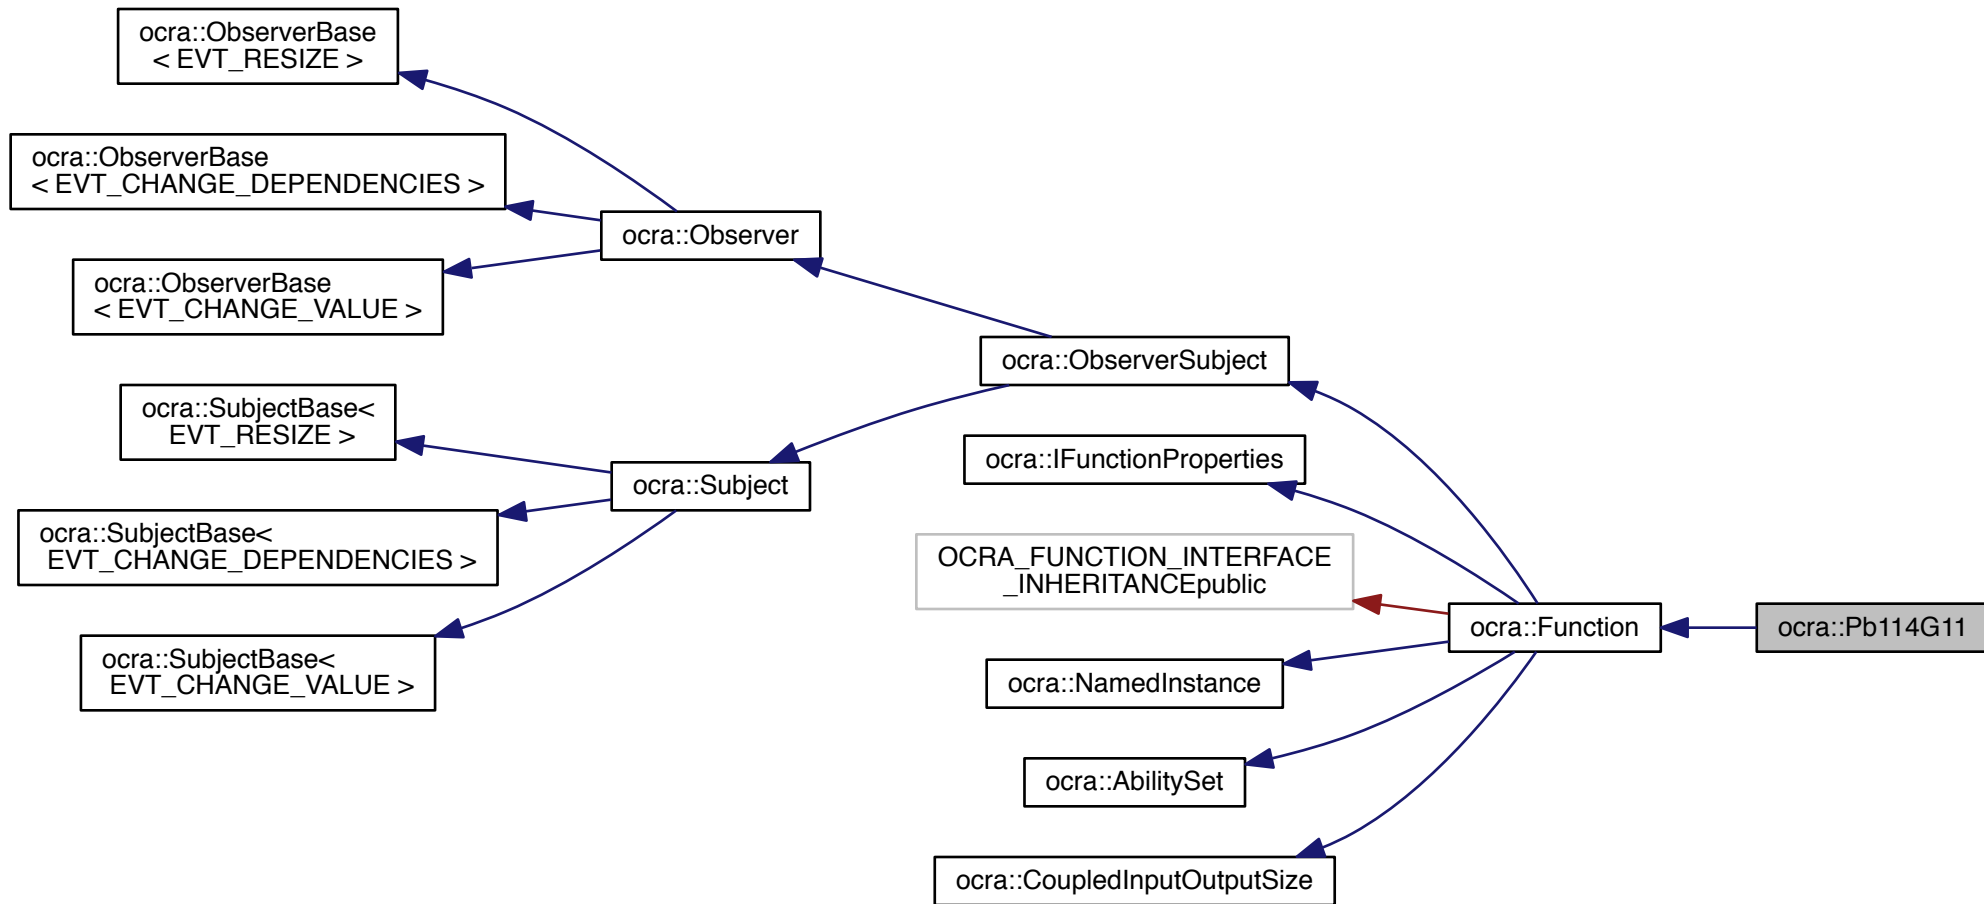 ocra::ObserverBase
< EVT_RESIZE >
ocra::ObserverBase
< EVT_CHANGE_DEPENDENCIES >
ocra::Observer
ocra::ObserverBase
< EVT_CHANGE_VALUE >
ocra::ObserverSubject
ocra::SubjectBase<
EVT_RESIZE >
ocra::IFunctionProperties
ocra::Subject
ocra::SubjectBase<
EVT_CHANGE_DEPENDENCIES >
OCRA_FUNCTION_INTERFACE
_INHERITANCEpublic
ocra::Function
ocra::Pb114G11
ocra::SubjectBase<
EVT_CHANGE_VALUE >
ocra::NamedInstance
ocra::AbilitySet
ocra::CoupledInputOutputSize